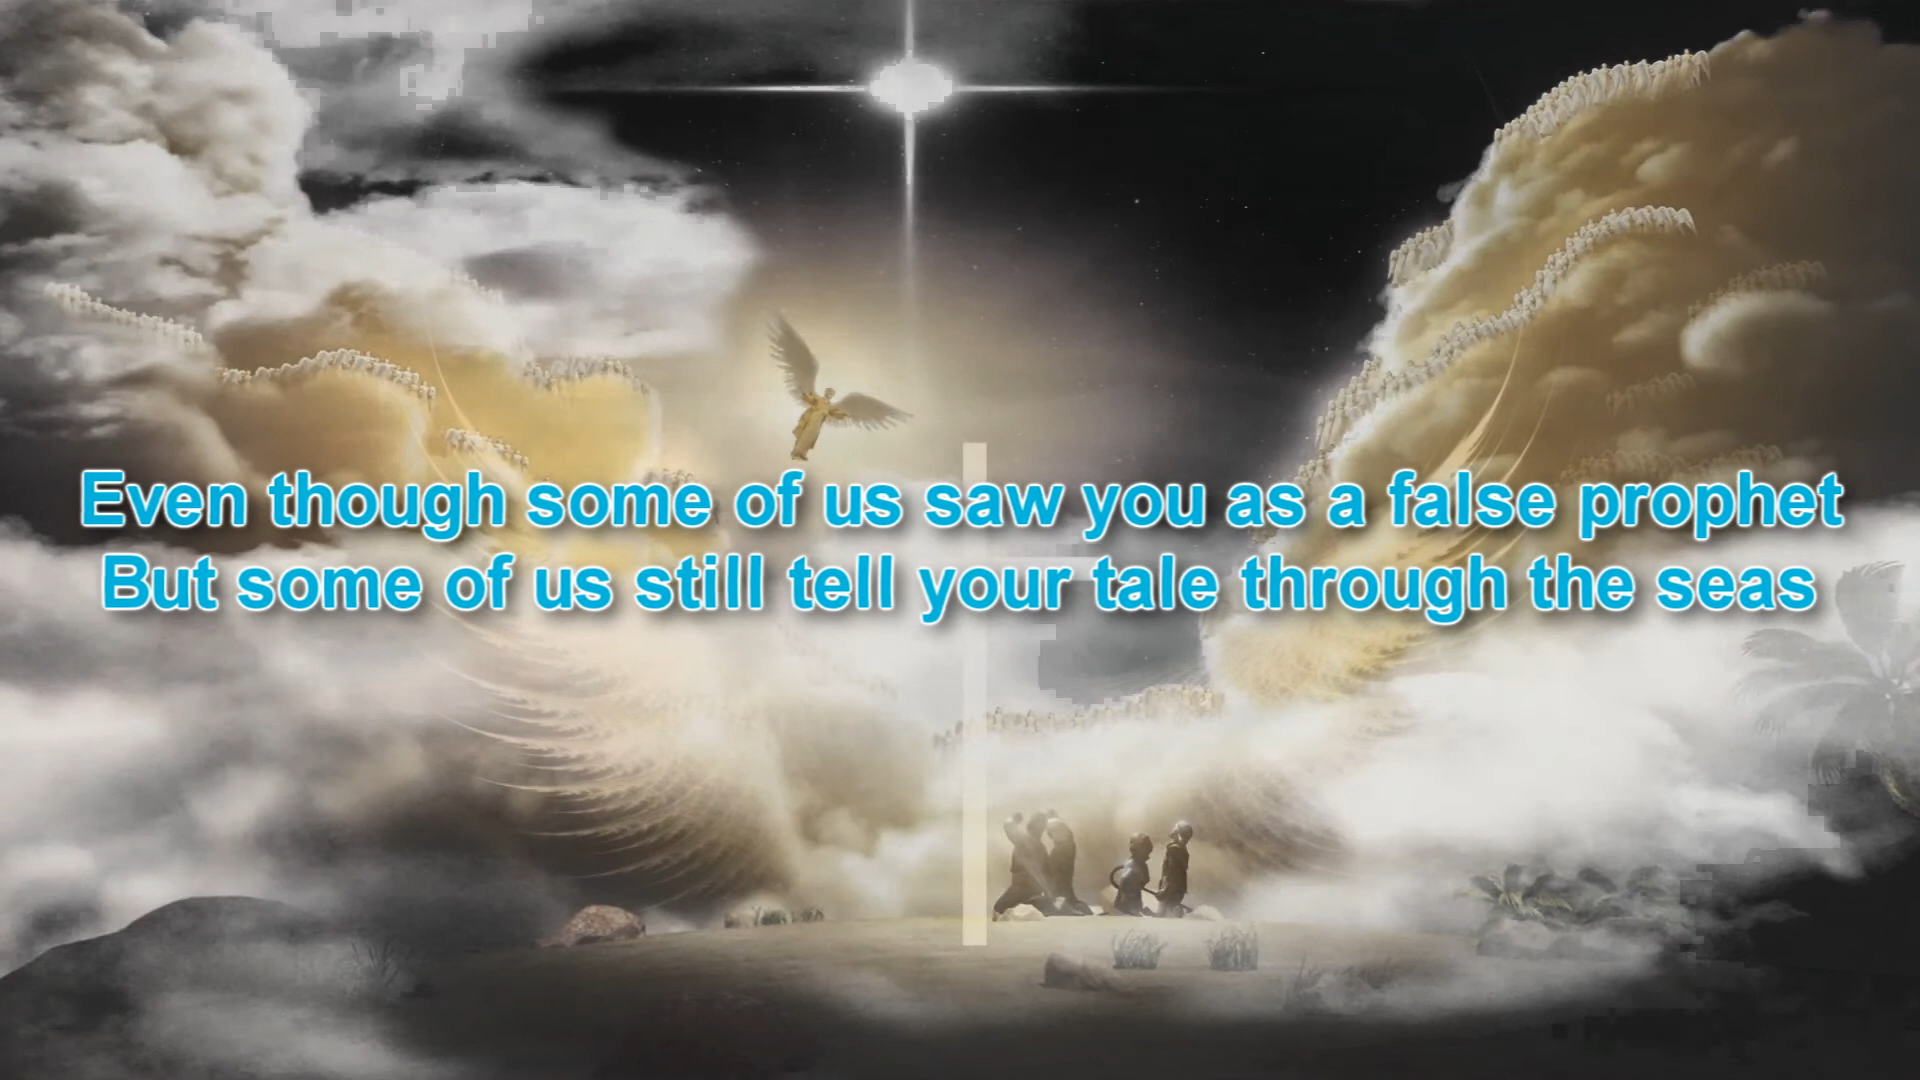 Even though some of us saw you as a false prophet
But some of us still tell your tale through the seas